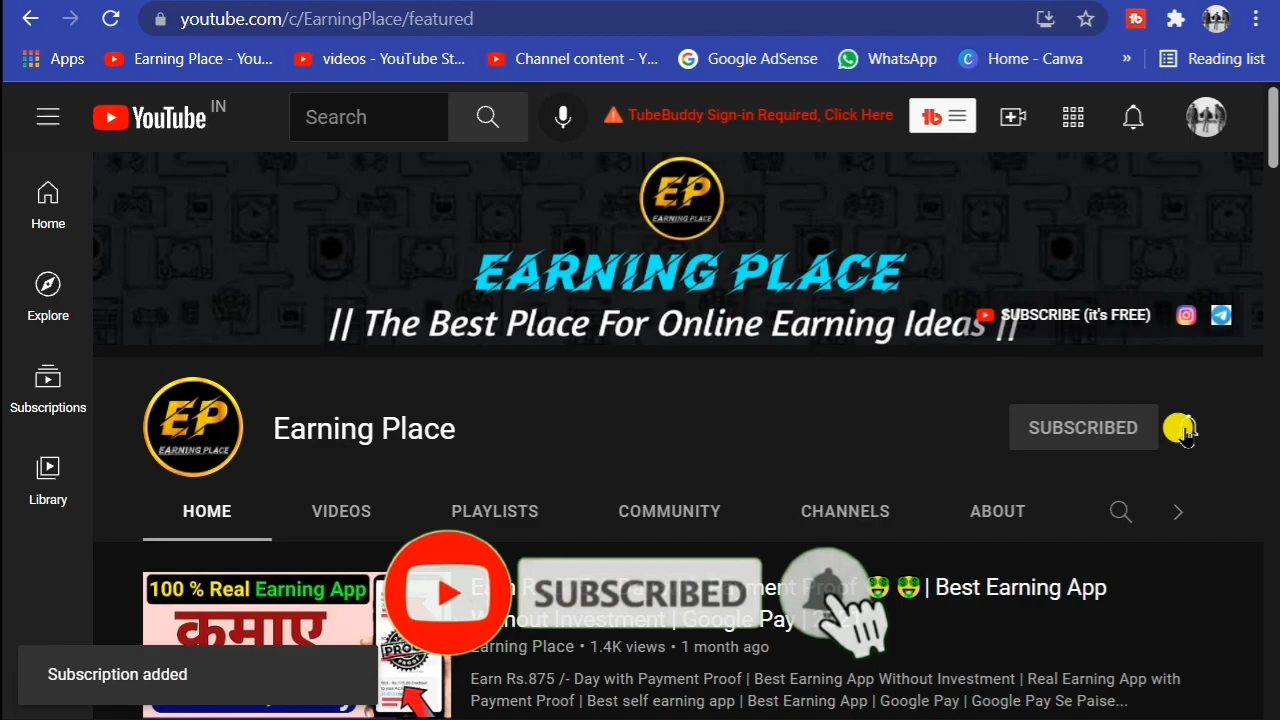 youtube.com/c/EarningPlace/featured
Apps
Earning Place - You...
videos - YouTube St...
Channel content - Y...
Google AdSense
WhatsApp
Home - Canva
»
Reading list
YouTube IN
Search
TubeBuddy Sign-in Required, Click Here
tb
EP
EARNING PLACE
EARNING PLACE
|| The Best Place For Online Earning Ideas ||
SUBSCRIBE (it's FREE)
Home
Explore
Subscriptions
Library
EP
EARNING PLACE
Earning Place
SUBSCRIBED
HOME
VIDEOS
PLAYLISTS
COMMUNITY
CHANNELS
ABOUT
100 % Real Earning App
कमाए
SUBSCRIBED
| Best Earning App
Investment | Google Pay |
Earning Place • 1.4K views • 1 month ago
Earn Rs.875 /- Day with Payment Proof | Best Earning App Without Investment | Real Earning App with
Payment Proof | Best self earning app | Best Earning App | Google Pay | Google Pay Se Paise...
Subscription added